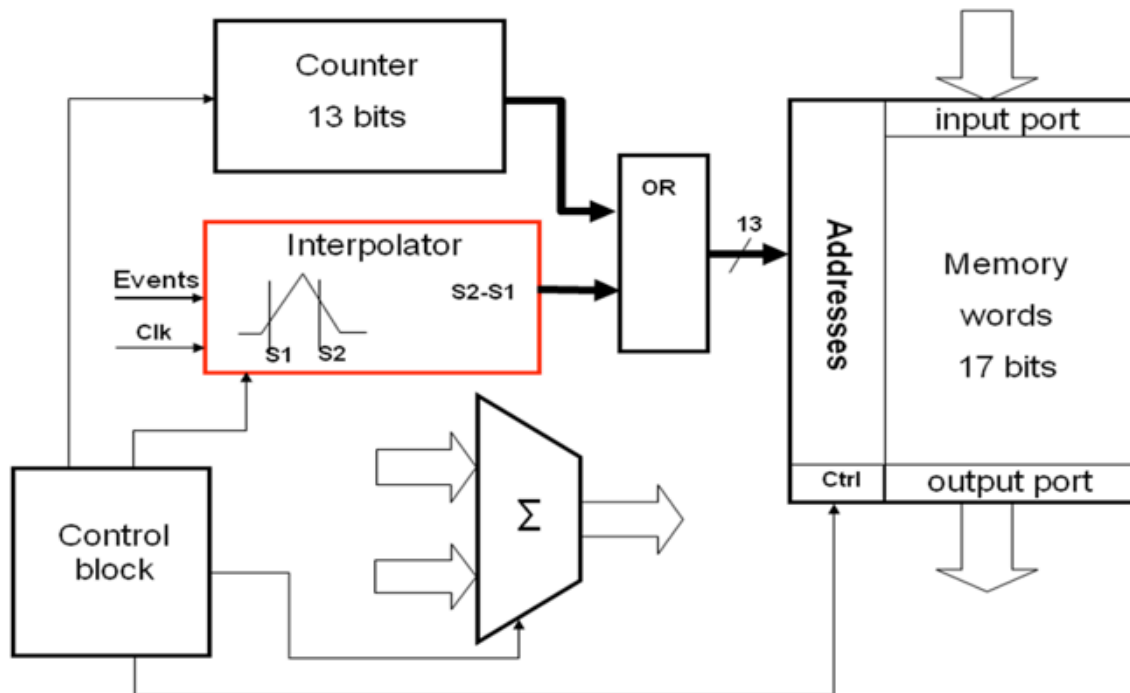 Counter
13 bits
input port
OR
13
Addresses
Interpolator
Events
S2-S1
Memory
words
17 bits
Clk
S1
S2
Ctrl
output port
Σ
Control
block